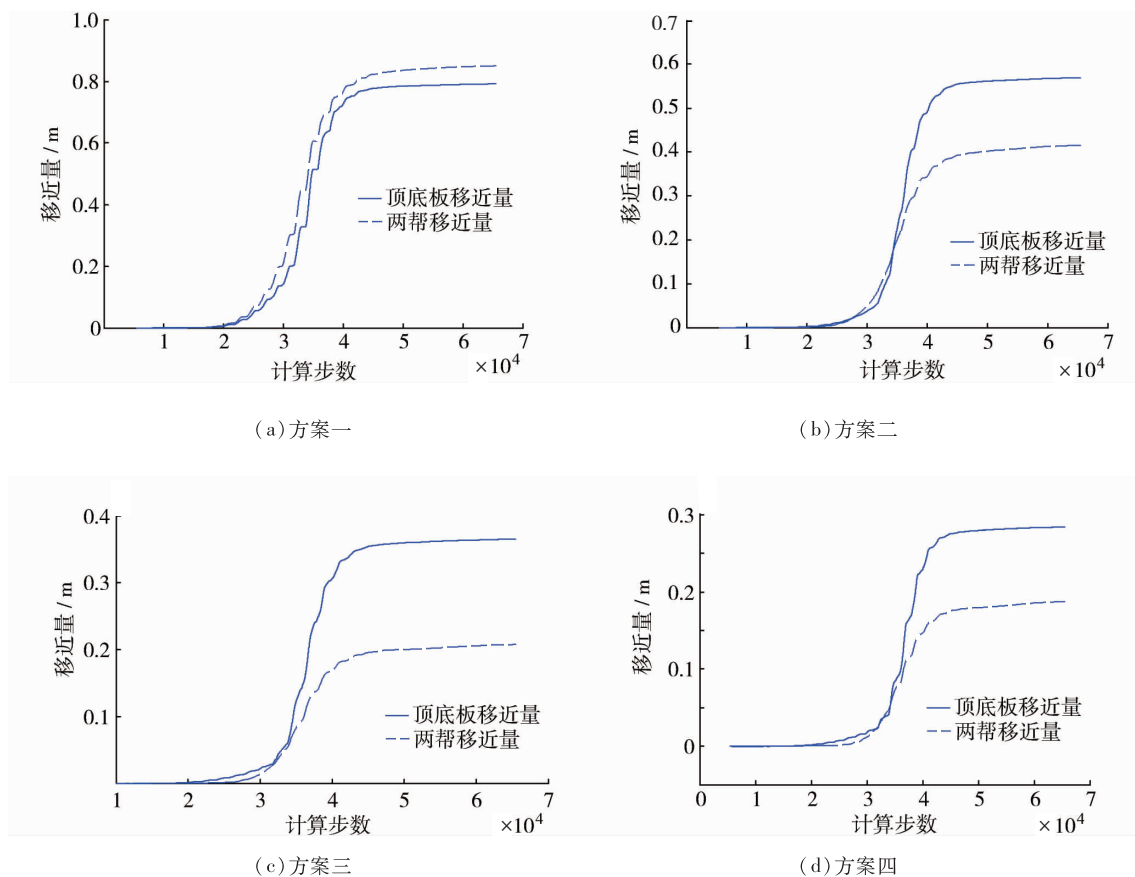 1.0
0.8
0.6
0.4
0.2
0
移近量/m
顶底板移近量
两帮移近量
1 2 3 4 5 6 7
计算步数
×10⁴
(a)方案一
0.7
0.6
0.5
0.4
0.3
0.2
0.1
0
移近量/m
顶底板移近量
两帮移近量
1 2 3 4 5 6 7
计算步数
×10⁴
(b)方案二
0.4
0.3
0.2
0.1
移近量/m
顶底板移近量
两帮移近量
1 2 3 4 5 6 7
计算步数
×10⁴
(c)方案三
0.3
0.2
0.1
0
移近量/m
顶底板移近量
两帮移近量
0 1 2 3 4 5 6 7
计算步数
×10⁴
(d)方案四